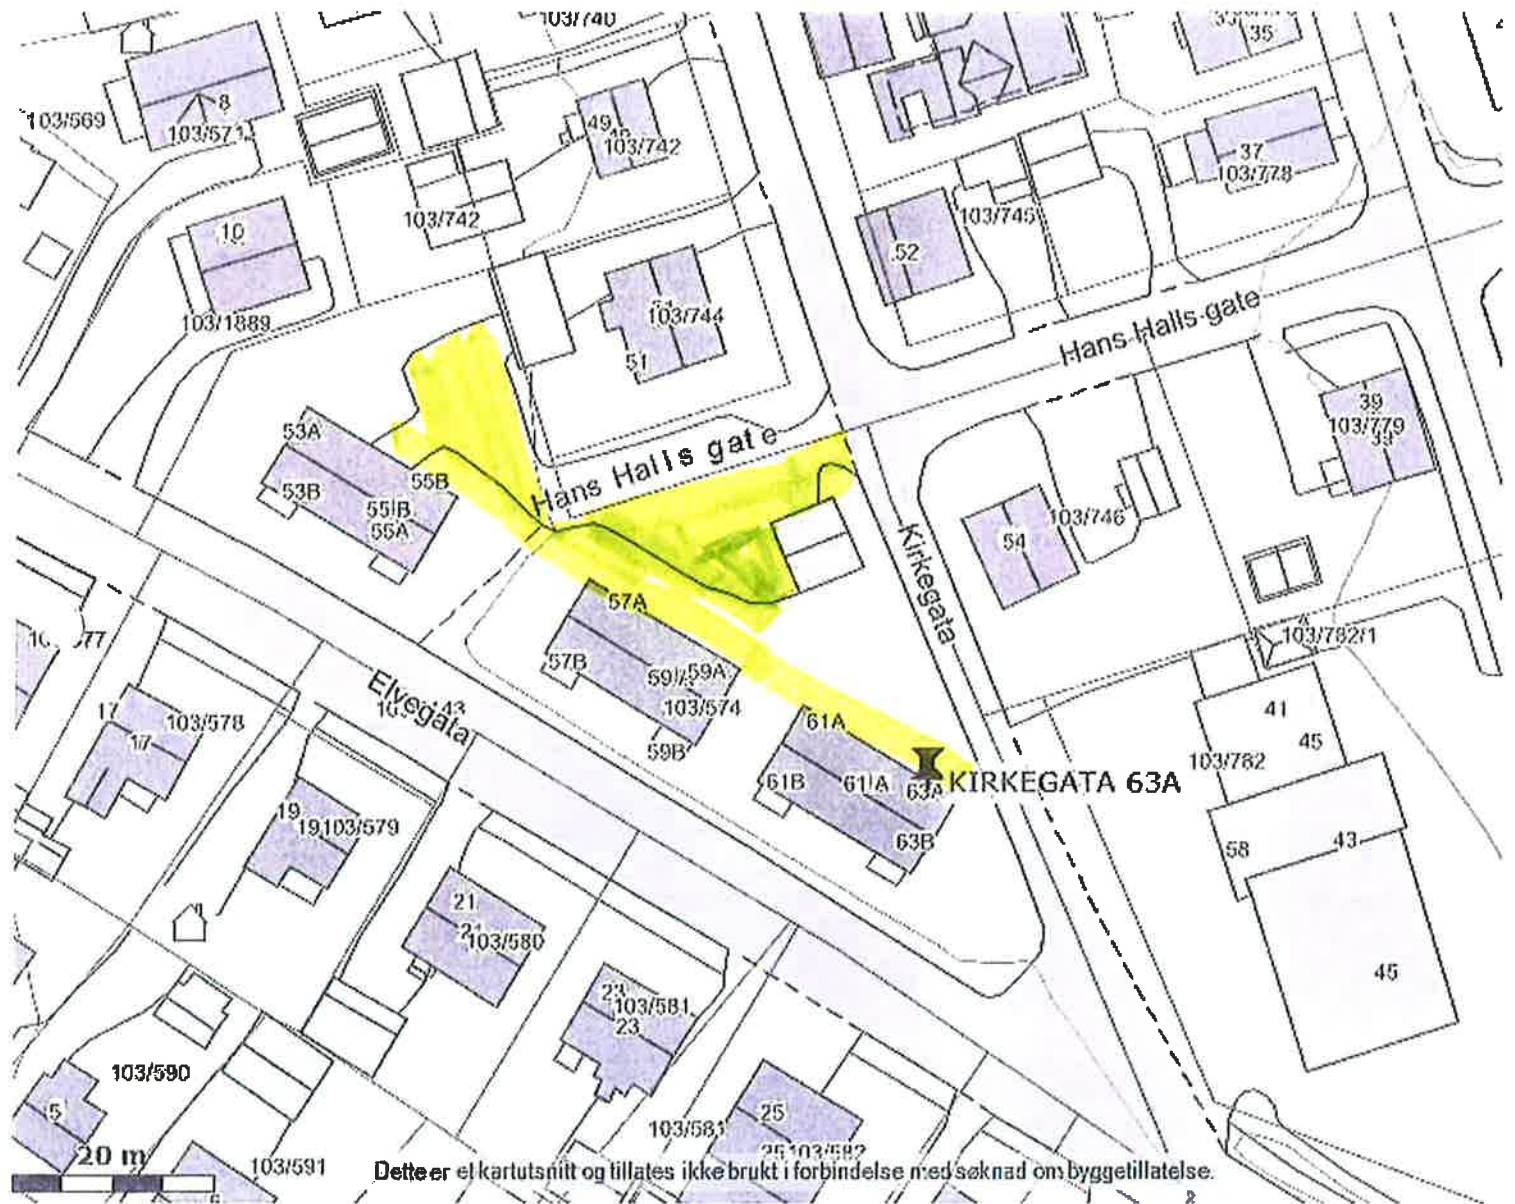 103/740
35
8
103/569
103/571
49
103/742
37
103/778
103/742
103/745
10
52
103/1889
103/744
51
Hans Halls gate
39
103/779
53A
Hans Halls gate
55B
53B
55A
54
103/746
Kirkegata
57A
103/782/1
57B
59A
103/574
59B
Elvegata
43
17
103/578
17
61A
61B
63A
KIRKEGATA 63A
63B
41
45
103/782
19
19
103/579
58
43
21
103/580
45
23
103/581
23
103/590
5
25
103/581
103/582
20 m
103/591
Dette er et kartutsnitt og tillates ikke brukt i forbindelse med søknad om byggetillatelse.